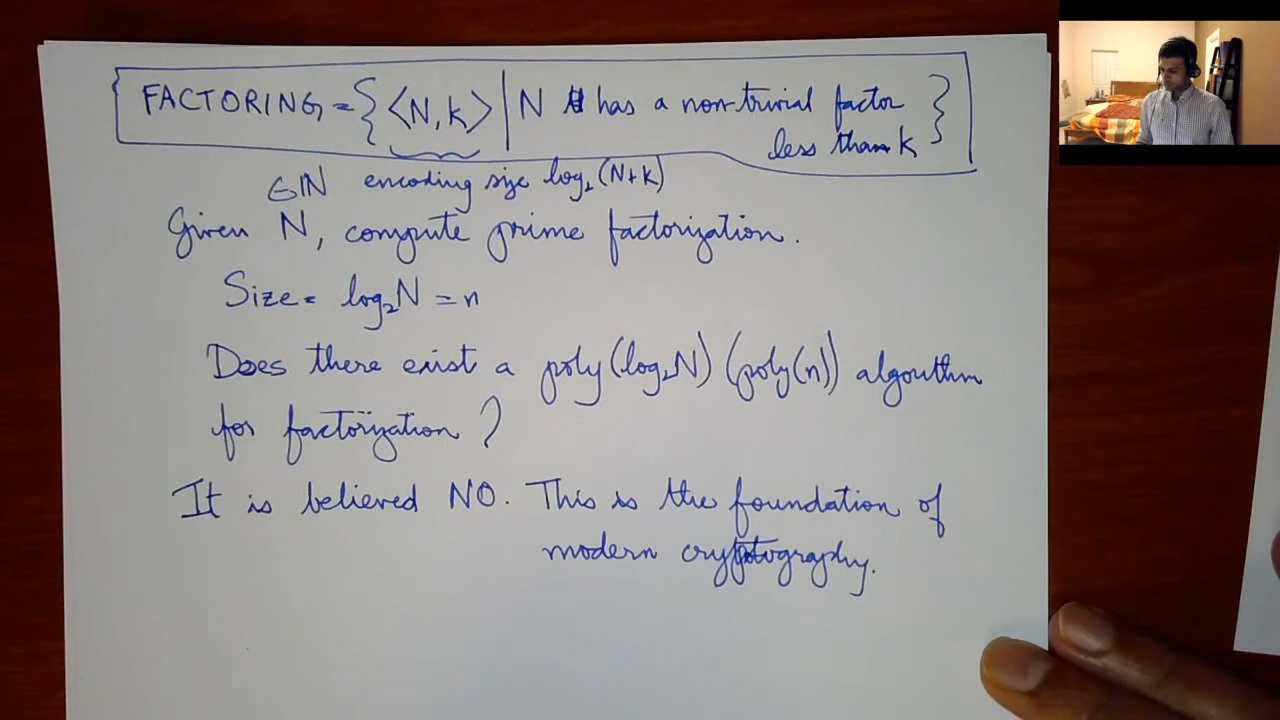 FACTORING = { ⟨N, k⟩ | N has a non-trivial factor
less than k }
∈ ℕ encoding size log₂(N+k)
Given N, compute prime factorization.
Size = log₂N = n
Does there exist a poly(log₂N) (poly(n)) algorithm
for factorization ?
It is believed NO. This is the foundation of
modern cryptography.